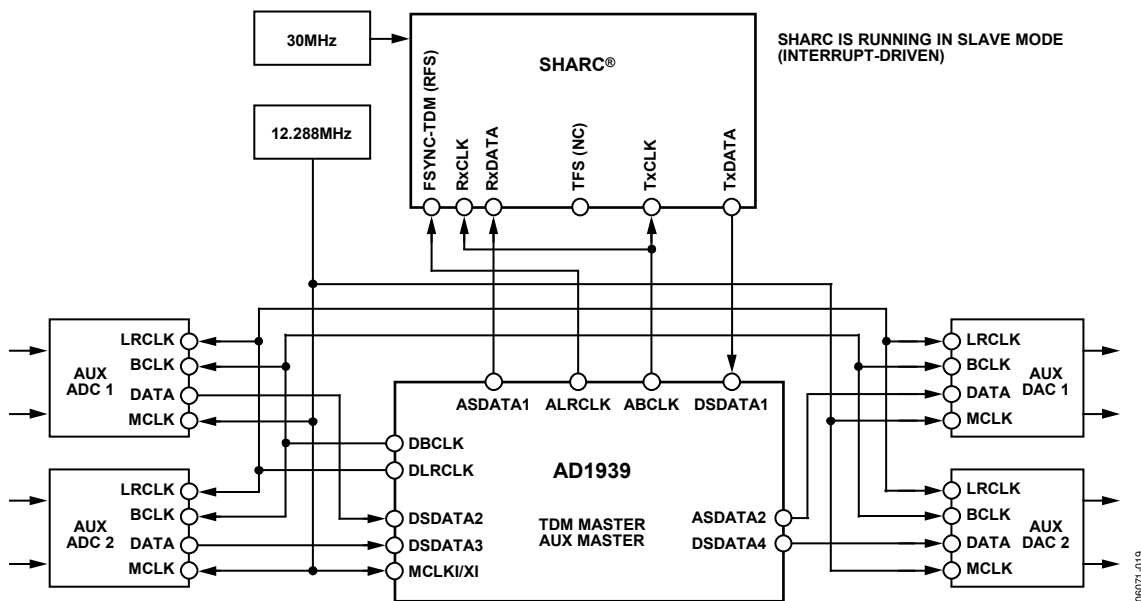 30MHz
12.288MHz
SHARC®
SHARC IS RUNNING IN SLAVE MODE
(INTERRUPT-DRIVEN)
FSYNC-TDM (RFS)
RxCLK
RxDATA
TFS (NC)
TxCLK
TxDATA
AUX
ADC 1
LRCLK
BCLK
DATA
MCLK
AUX
ADC 2
LRCLK
BCLK
DATA
MCLK
ASDATA1
ALRCLK
ABCLK
DSDATA1
DBCLK
DLRCLK
DSDATA2
DSDATA3
MCLKI/XI
AD1939
TDM MASTER
AUX MASTER
ASDATA2
DSDATA4
LRCLK
BCLK
DATA
MCLK
AUX
DAC 1
LRCLK
BCLK
DATA
MCLK
AUX
DAC 2
06071-019